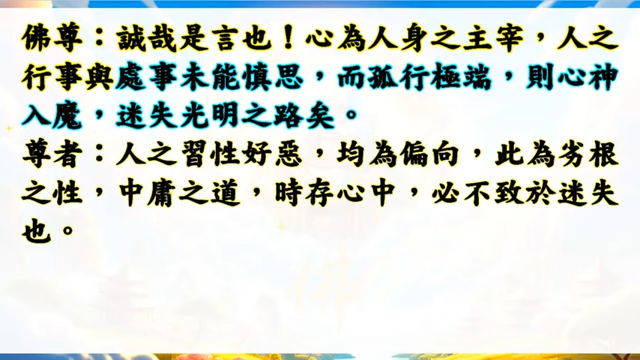 佛尊：誠哉是言也！心為人身之主宰，人之
行事與處事未能慎思，而孤行極端，則心神
入魔，迷失光明之路矣。
尊者：人之習性好惡，均為偏向，此為劣根
之性，中庸之道，時存心中，必不致於迷失
也。
佛